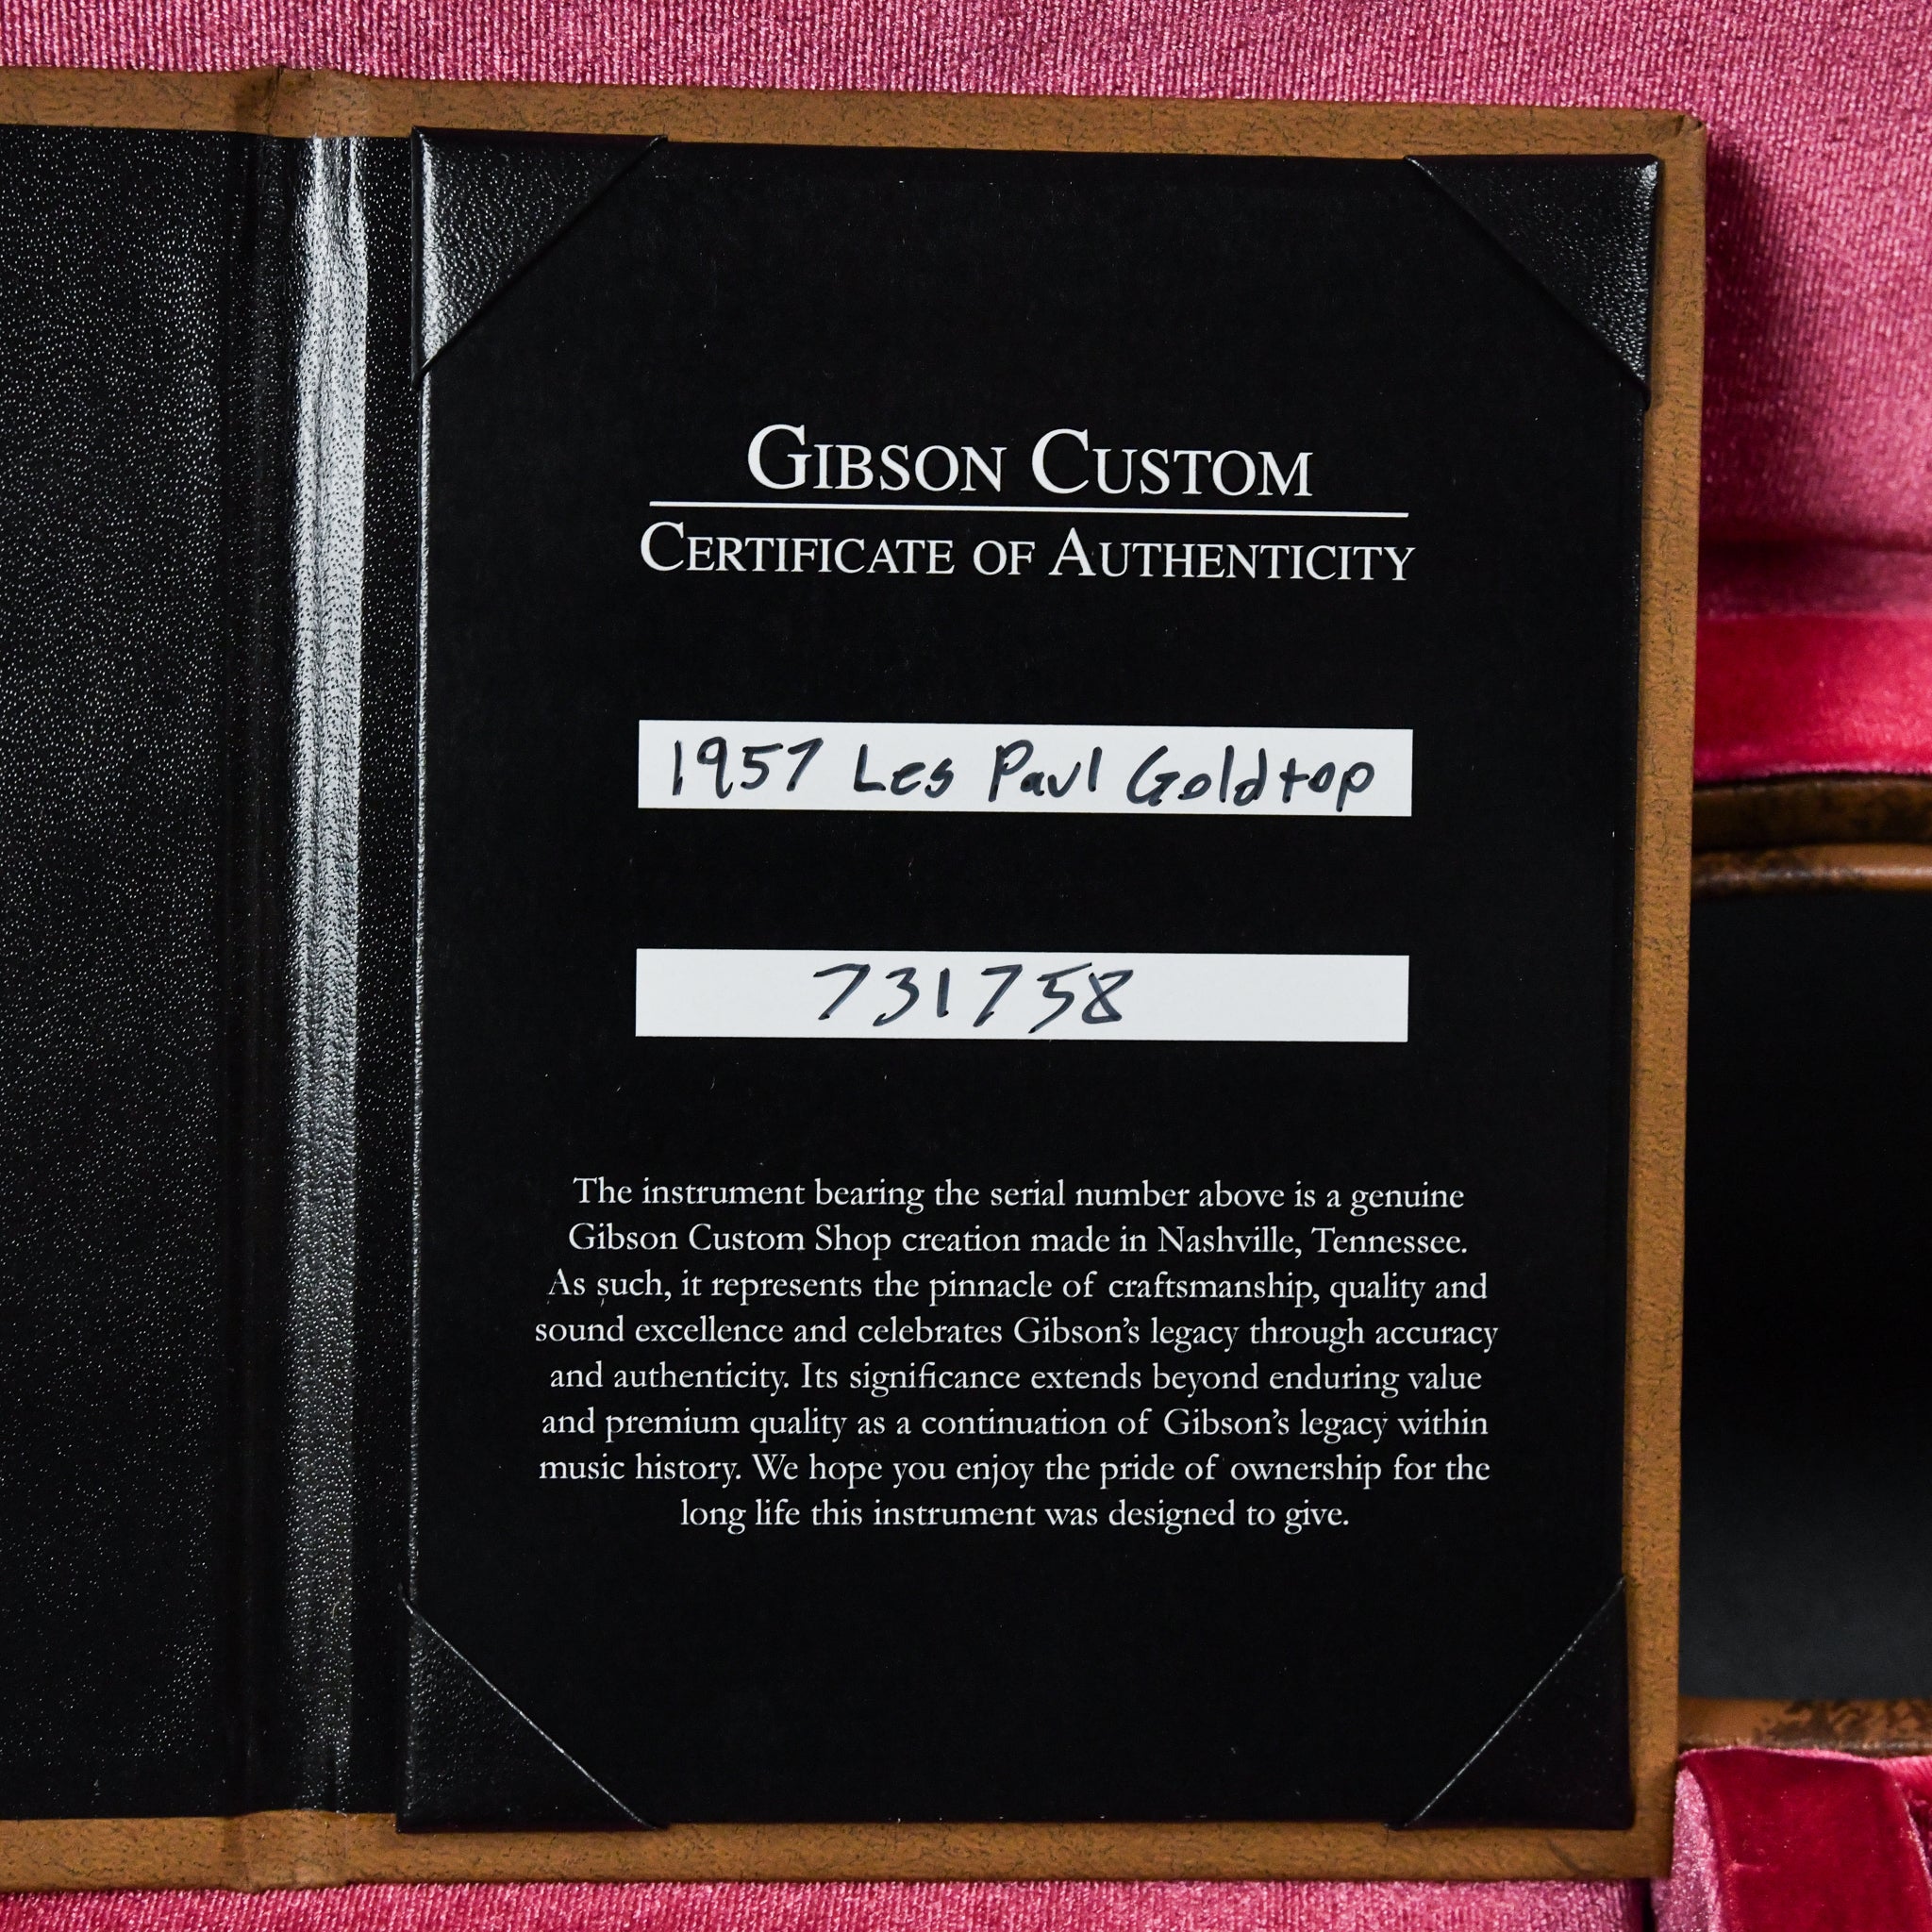 GIBSON CUSTOM
CERTIFICATE OF AUTHENTICITY
1957 Les Paul Goldtop
731758
The instrument bearing the serial number above is a genuine
Gibson Custom Shop creation made in Nashville, Tennessee.
As such, it represents the pinnacle of craftsmanship, quality and
sound excellence and celebrates Gibson's legacy through accuracy
and authenticity. Its significance extends beyond enduring value
and premium quality as a continuation of Gibson's legacy within
music history. We hope you enjoy the pride of ownership for the
long life this instrument was designed to give.